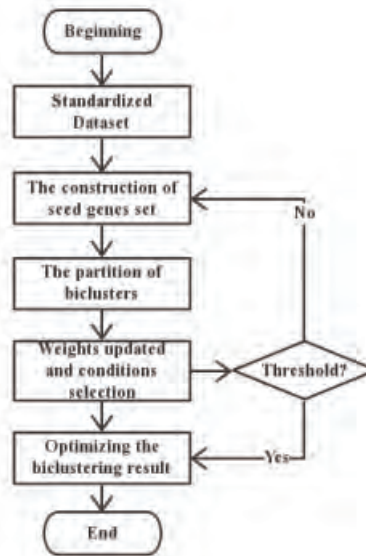 Beginning
Standardized
Dataset
The construction of
seed genes set
No
The partition of
biclusters
Weights updated
and conditions
selection
Threshold?
Optimizing the
biclustering result
Yes
End